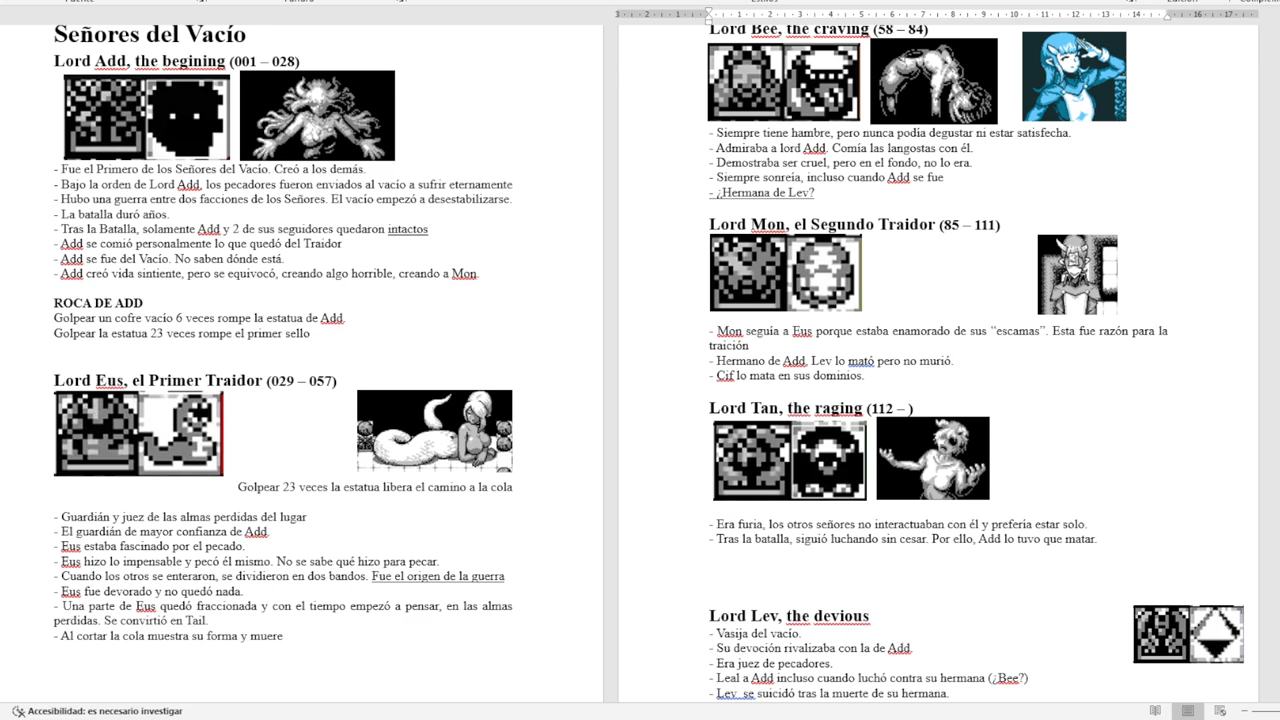 Señores del Vacío
Lord Add, the begining (001 – 028)
- Fue el Primero de los Señores del Vacío. Creó a los demás.
- Bajo la orden de Lord Add, los pecadores fueron enviados al vacío a sufrir eternamente
- Hubo una guerra entre dos facciones de los Señores. El vacío empezó a desestabilizarse.
- La batalla duró años.
- Tras la Batalla, solamente Add y 2 de sus seguidores quedaron intactos
- Add se comió personalmente lo que quedó del Traidor
- Add se fue del Vacío. No saben dónde está.
- Add creó vida sintiente, pero se equivocó, creando algo horrible, creando a Mon.
ROCA DE ADD
Golpear un cofre vacío 6 veces rompe la estatua de Add.
Golpear la estatua 23 veces rompe el primer sello
Lord Eus, el Primer Traidor (029 – 057)
Golpear 23 veces la estatua libera el camino a la cola
- Guardián y juez de las almas perdidas del lugar
- El guardián de mayor confianza de Add.
- Eus estaba fascinado por el pecado.
- Eus hizo lo impensable y pecó él mismo. No se sabe qué hizo para pecar.
- Cuando los otros se enteraron, se dividieron en dos bandos. Fue el origen de la guerra
- Eus fue devorado y no quedó nada.
- Una parte de Eus quedó fraccionada y con el tiempo empezó a pensar, en las almas
perdidas. Se convirtió en Tail.
- Al cortar la cola muestra su forma y muere
3 2 1 1 2 3 4 5 6 7 8 9 10 11 12 13 14 16 17
Lord Bee, the craving (58 – 84)
- Siempre tiene hambre, pero nunca podía degustar ni estar satisfecha.
- Admiraba a lord Add. Comía las langostas con él.
- Demostraba ser cruel, pero en el fondo, no lo era.
- Siempre sonreía, incluso cuando Add se fue
- ¿Hermana de Lev?
Lord Mon, el Segundo Traidor (85 – 111)
- Mon seguía a Eus porque estaba enamorado de sus “escamas”. Esta fue razón para la
traición
- Hermano de Add, Lev lo mató pero no murió.
- Cif lo mata en sus dominios.
Lord Tan, the raging (112 – )
- Era furia, los otros señores no interactuaban con él y prefería estar solo.
- Tras la batalla, siguió luchando sin cesar. Por ello, Add lo tuvo que matar.
Lord Lev, the devious
- Vasija del vacío.
- Su devoción rivalizaba con la de Add.
- Era juez de pecadores.
- Leal a Add incluso cuando luchó contra su hermana (¿Bee?)
- Lev se suicidó tras la muerte de su hermana.
Accesibilidad: es necesario investigar